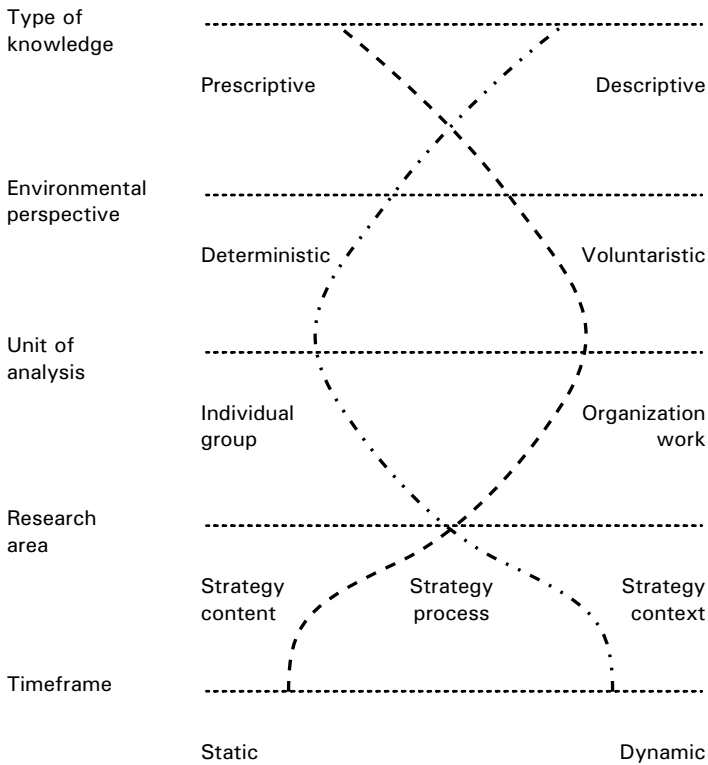 Type of
knowledge
Prescriptive Descriptive
Environmental
perspective
Deterministic Voluntaristic
Unit of
analysis
Individual Organization
group work
Research
area
Strategy Strategy Strategy
content process context
Timeframe
Static Dynamic